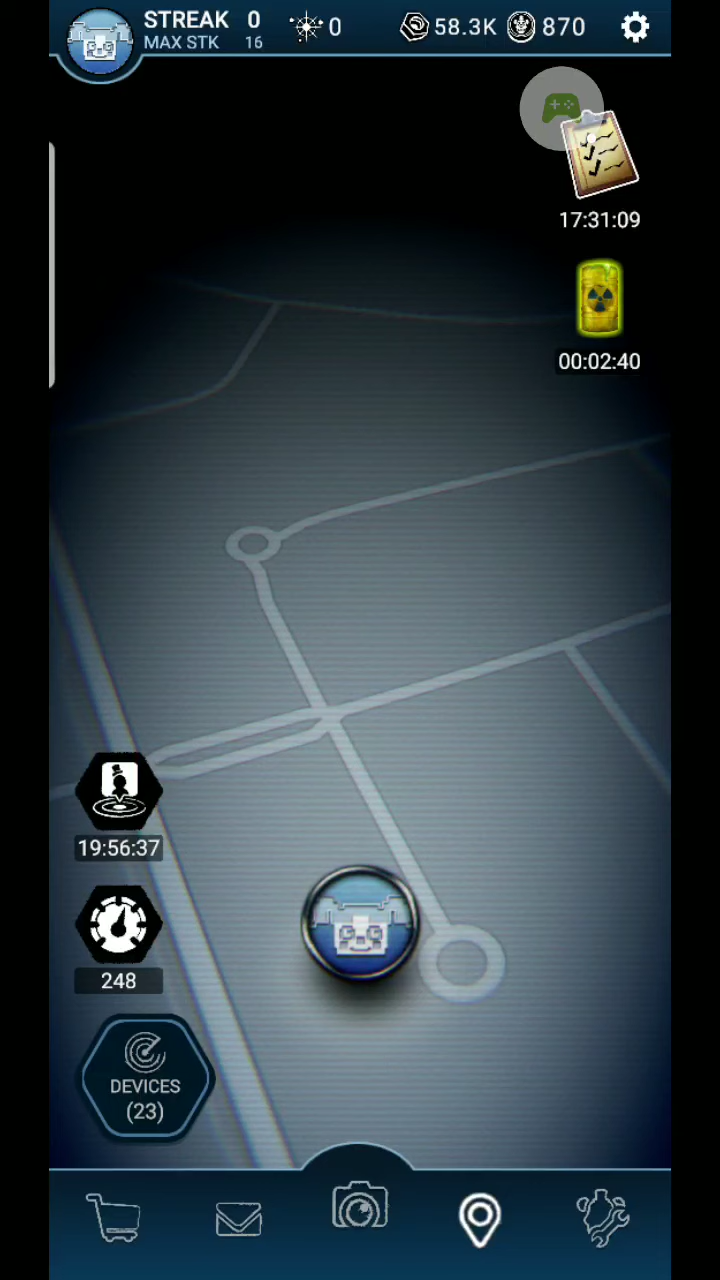 STREAK 0
MAX STK 16
0
58.3K
870
17:31:09
00:02:40
19:56:37
248
DEVICES
(23)